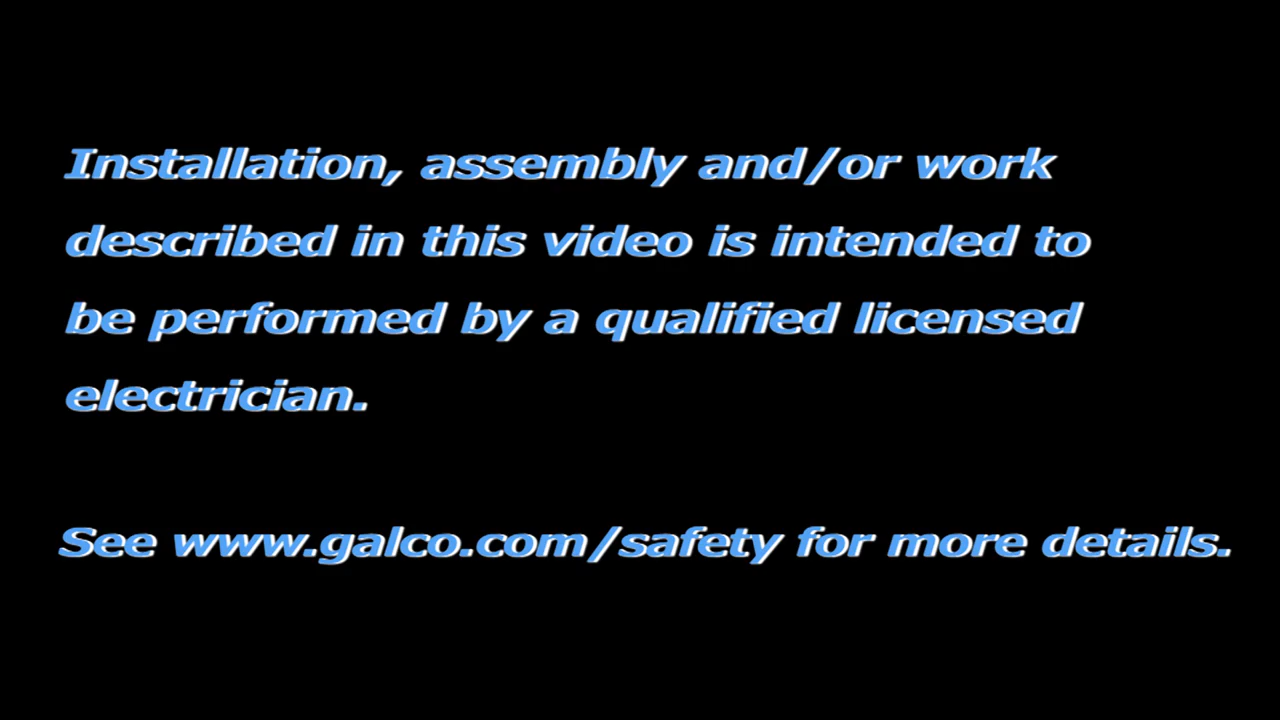 Installation, assembly and/or work
described in this video is intended to
be performed by a qualified licensed
electrician.
See www.galco.com/safety for more details.